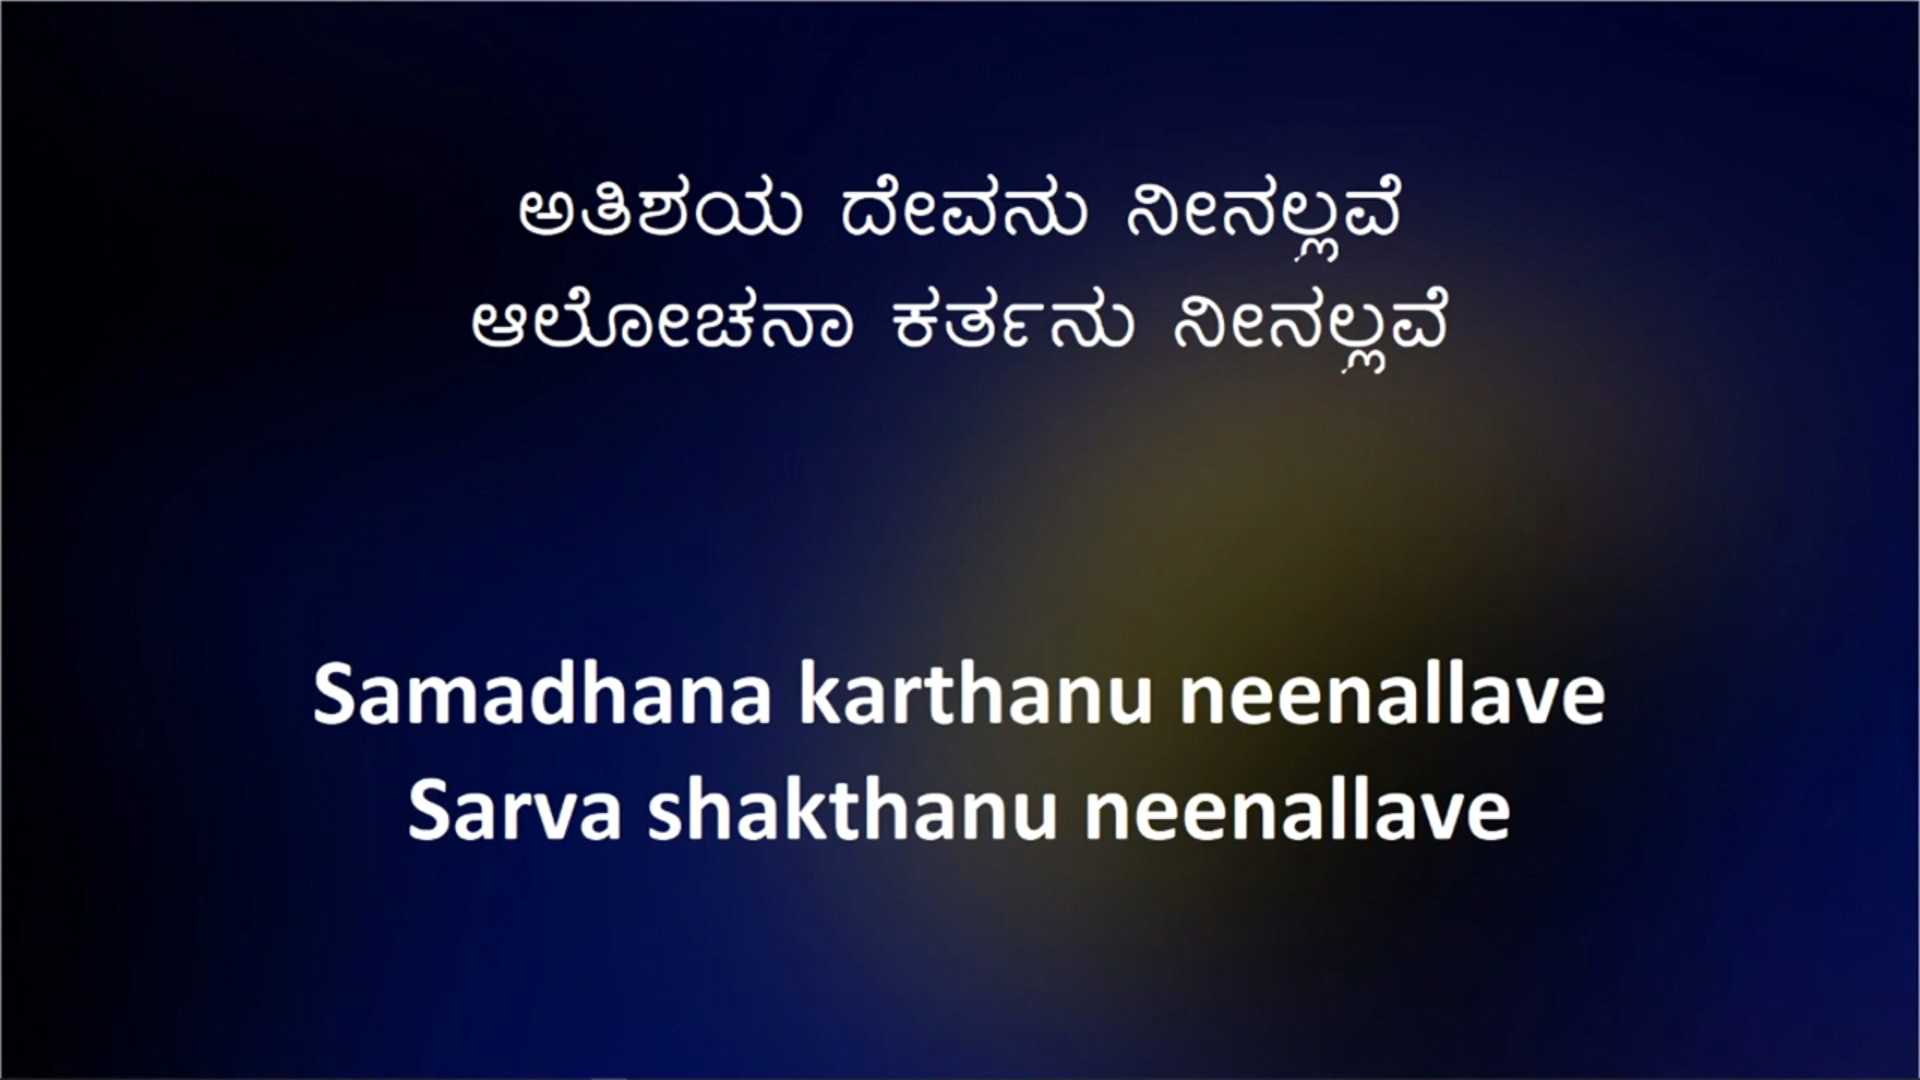 ಅತಿಶಯ ದೇವನು ನೀನಲ್ಲವೆ
ಆಲೋಚನಾ ಕರ್ತನು ನೀನಲ್ಲವೆ
Samadhana karthanu neenallave
Sarva shakthanu neenallave